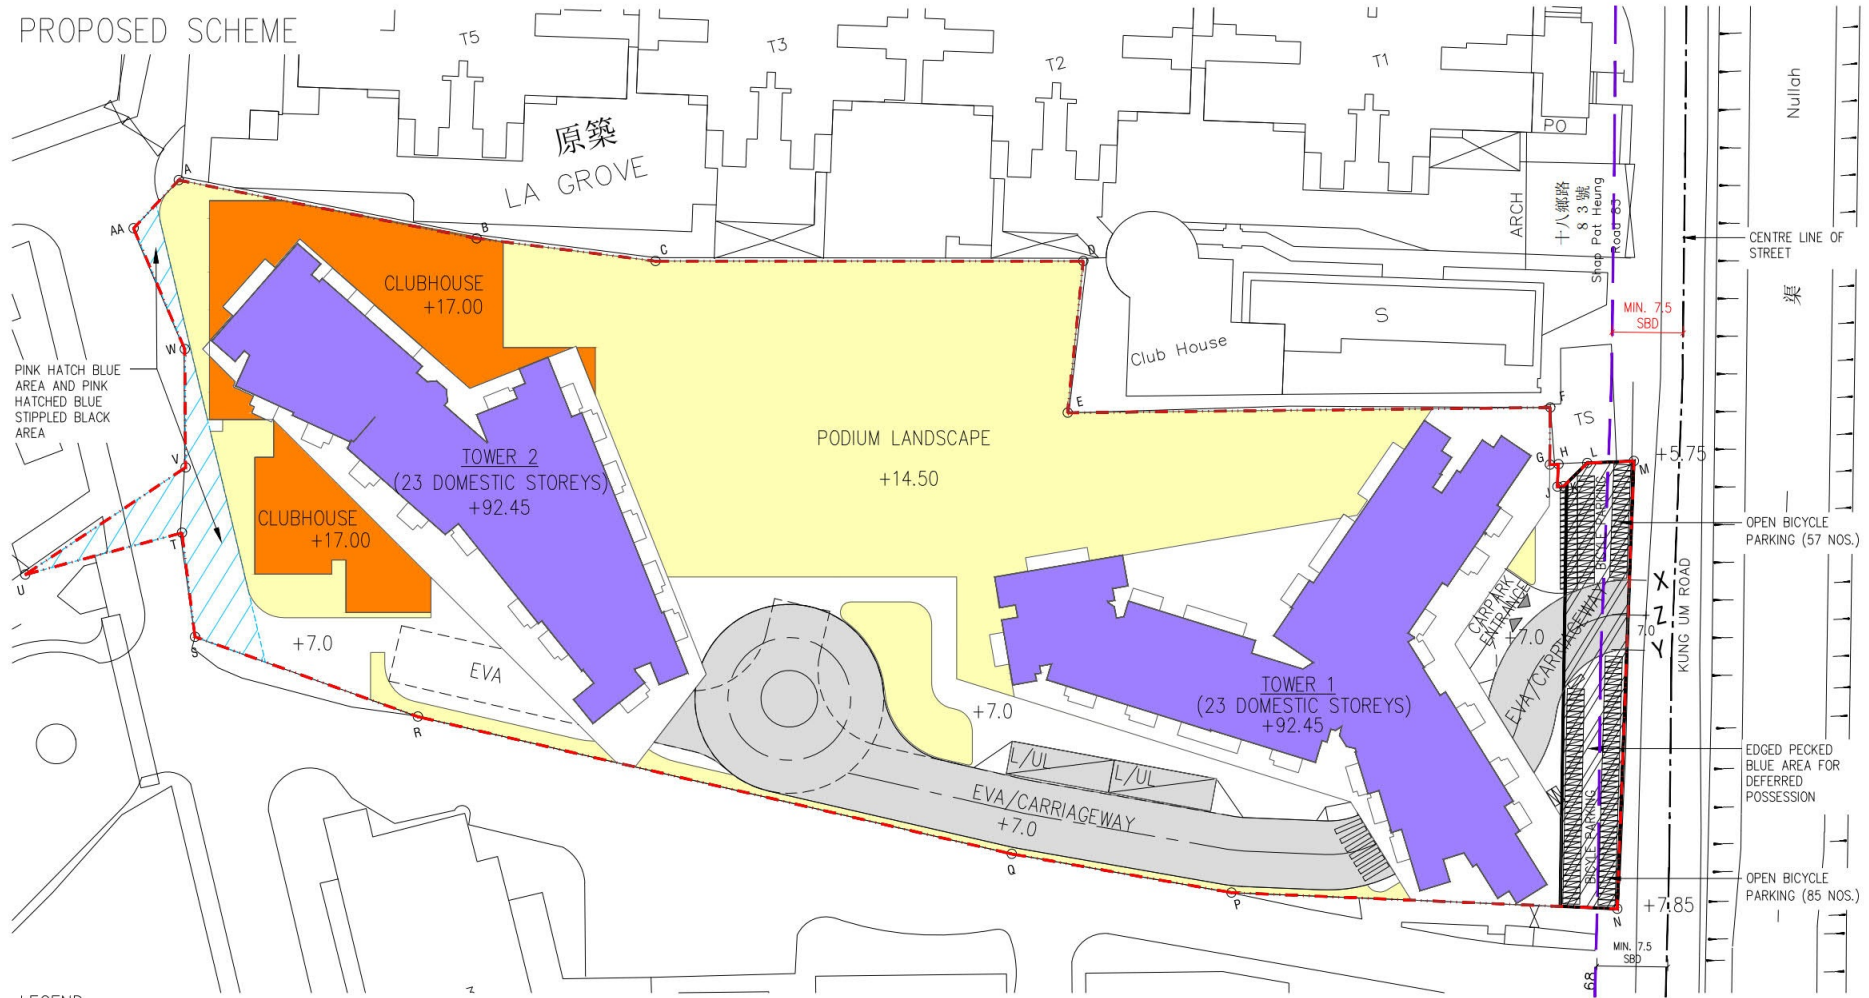 PROPOSED SCHEME
T5
T3
T2
T1
原築
LA GROVE
PO
ARCH
十八鄉路
83號
Shap Pat Heung
Road 83
Nullah
渠
CENTRE LINE OF
STREET
MIN. 7.5
SBD
A
AA
B
C
E
F
G
H
J
K
L
M
N
P
Q
R
S
T
U
V
W
Club House
S
TS
+5.75
CLUBHOUSE
+17.00
PINK HATCH BLUE
AREA AND PINK
HATCHED BLUE
STIPPLED BLACK
AREA
TOWER 2
(23 DOMESTIC STOREYS)
+92.45
PODIUM LANDSCAPE
+14.50
CLUBHOUSE
+17.00
+7.0
EVA
+7.0
TOWER 1
(23 DOMESTIC STOREYS)
+92.45
L/UL
L/UL
EVA/CARRIAGEWAY
+7.0
CARPARK
ENTRANCE
+7.0
EVA/CARRIAGEWAY
BICYLE PARKING
BICYLE PARKING
X
Z
Y
7.0
KUNG UM ROAD
OPEN BICYCLE
PARKING (57 NOS.)
EDGED PECKED
BLUE AREA FOR
DEFERRED
POSSESSION
OPEN BICYCLE
PARKING (85 NOS.)
+7.85
MIN. 7.5
SBD
68
3